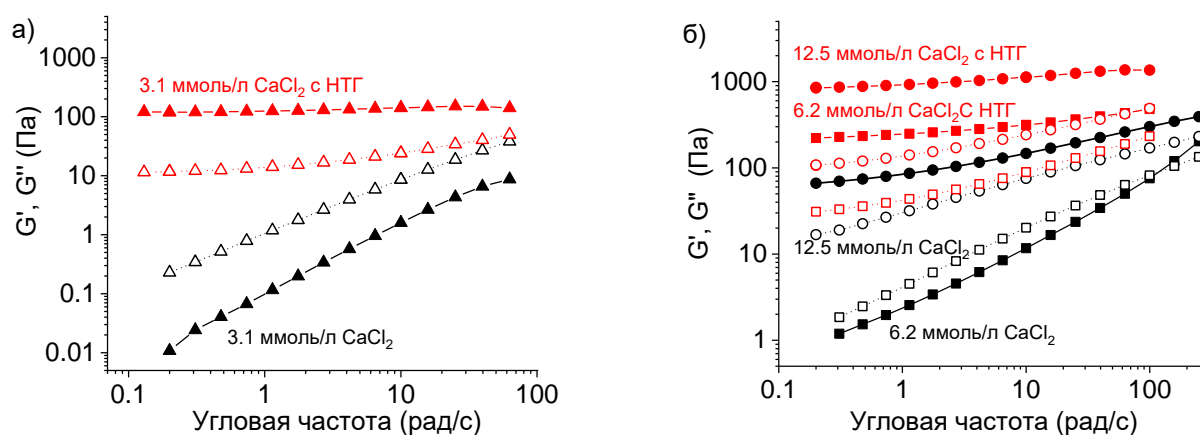 а)
3.1 ммоль/л CaCl2 с НТГ
3.1 ммоль/л CaCl2
G', G'' (Па)
1000
100
10
1
0.1
0.01
0.1
1
10
100
Угловая частота (рад/с)
б)
12.5 ммоль/л CaCl2 с НТГ
6.2 ммоль/л CaCl2С НТГ
12.5 ммоль/л CaCl2
6.2 ммоль/л CaCl2
G', G'' (Па)
1000
100
10
1
0.1
1
10
100
Угловая частота (рад/с)